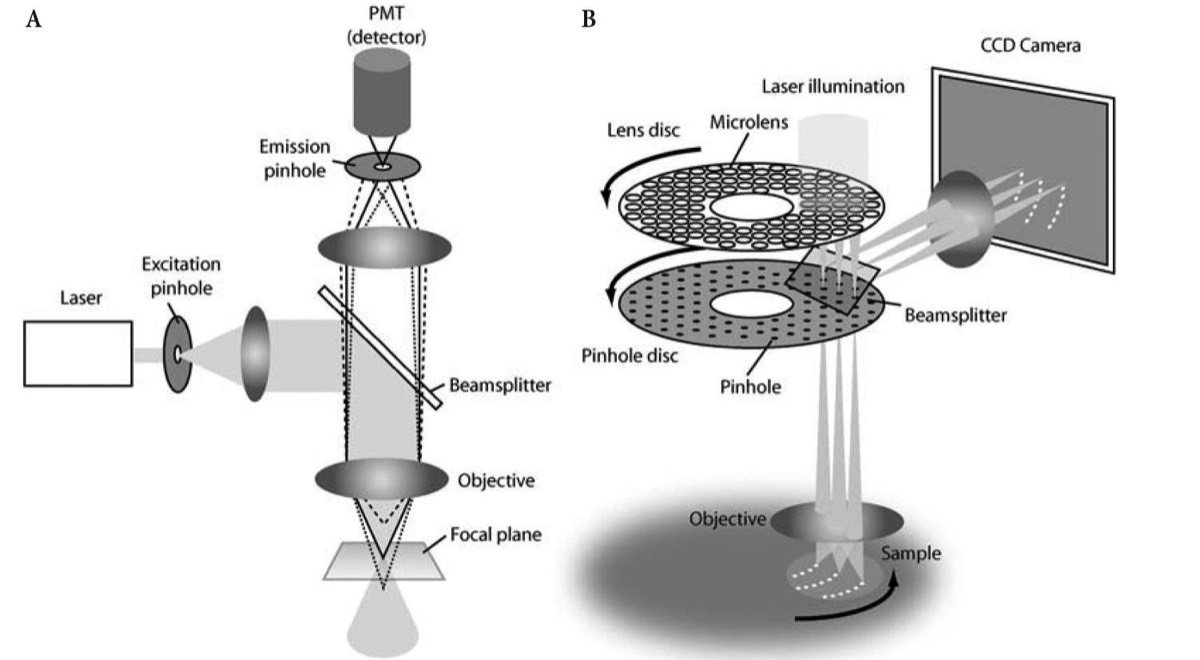 A
PMT
(detector)
Emission
pinhole
Excitation
pinhole
Laser
Beamsplitter
Objective
Focal plane
B
CCD Camera
Laser illumination
Lens disc
Microlens
Beamsplitter
Pinhole disc
Pinhole
Objective
Sample